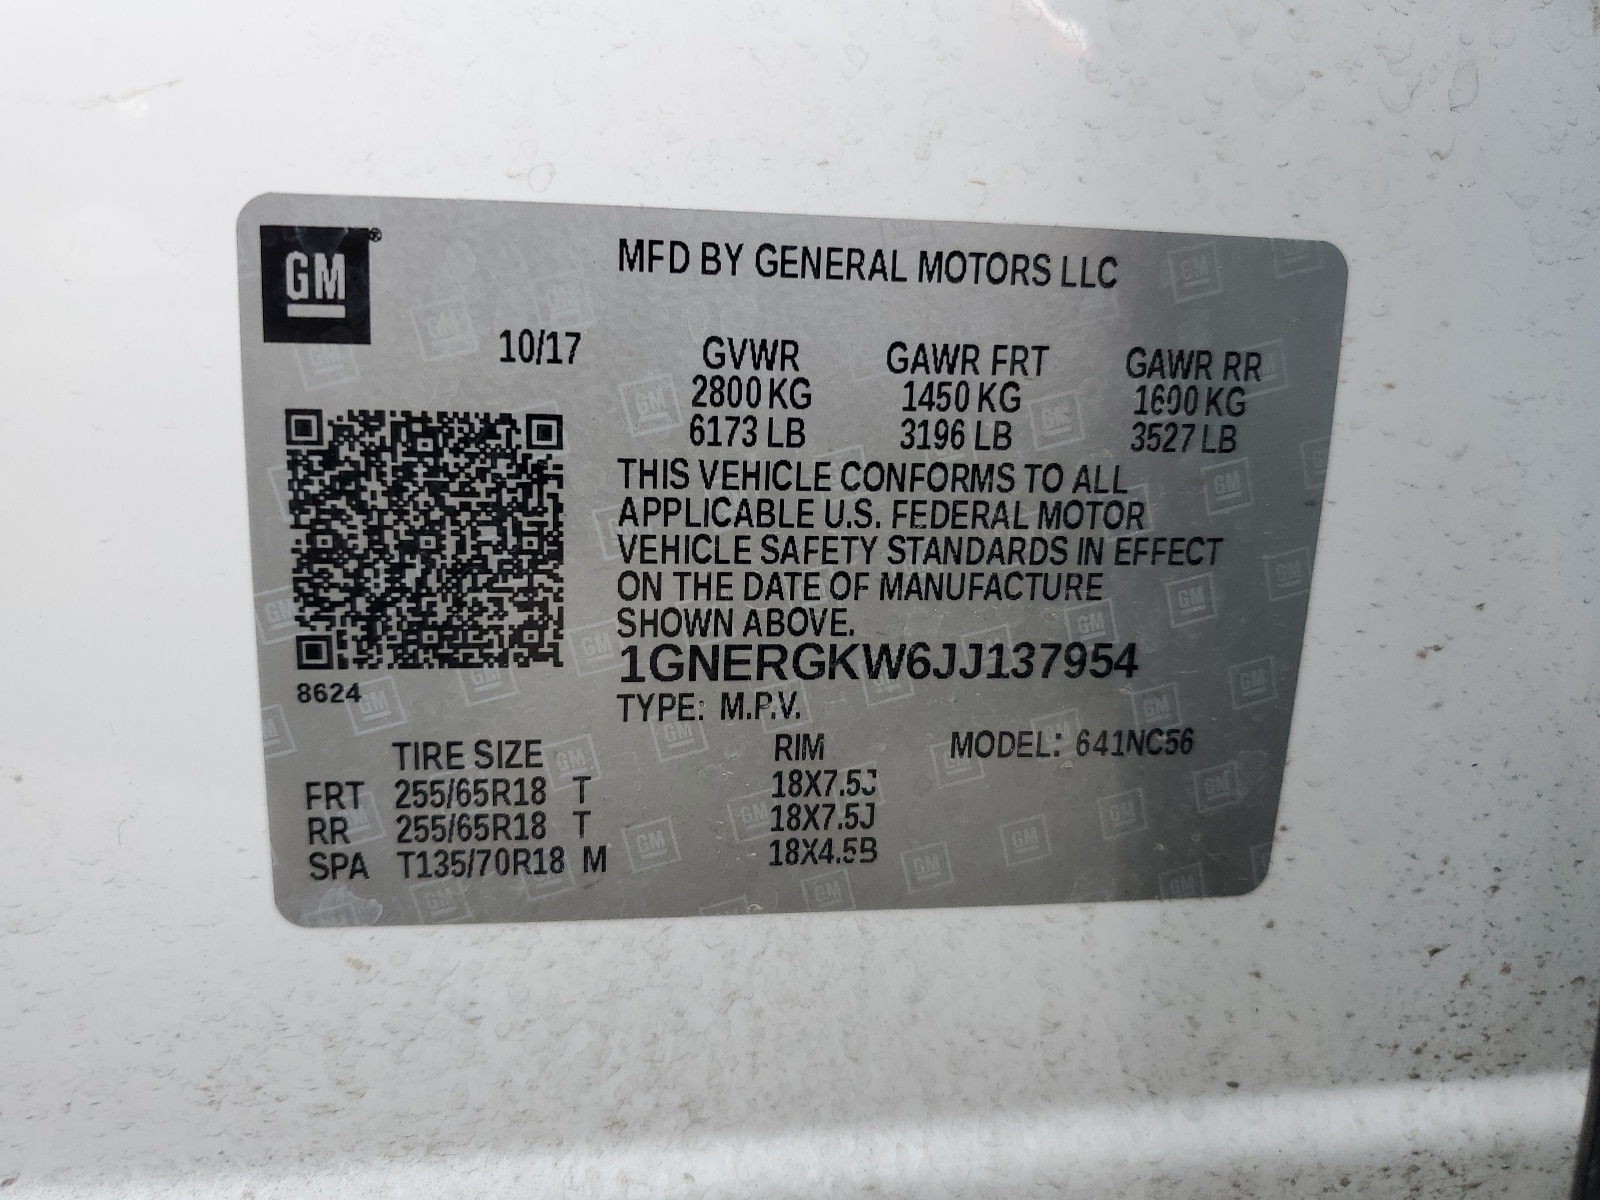 GM®
MFD BY GENERAL MOTORS LLC
10/17 GVWR GAWR FRT GAWR RR
2800 KG 1450 KG 1600 KG
6173 LB 3196 LB 3527 LB
THIS VEHICLE CONFORMS TO ALL
APPLICABLE U.S. FEDERAL MOTOR
VEHICLE SAFETY STANDARDS IN EFFECT
ON THE DATE OF MANUFACTURE
SHOWN ABOVE.
1GNERGKW6JJ137954
8624
TYPE: M.P.V.
TIRE SIZE RIM MODEL: 641NC56
FRT 255/65R18 T 18X7.5J
RR 255/65R18 T 18X7.5J
SPA T135/70R18 M 18X4.5B